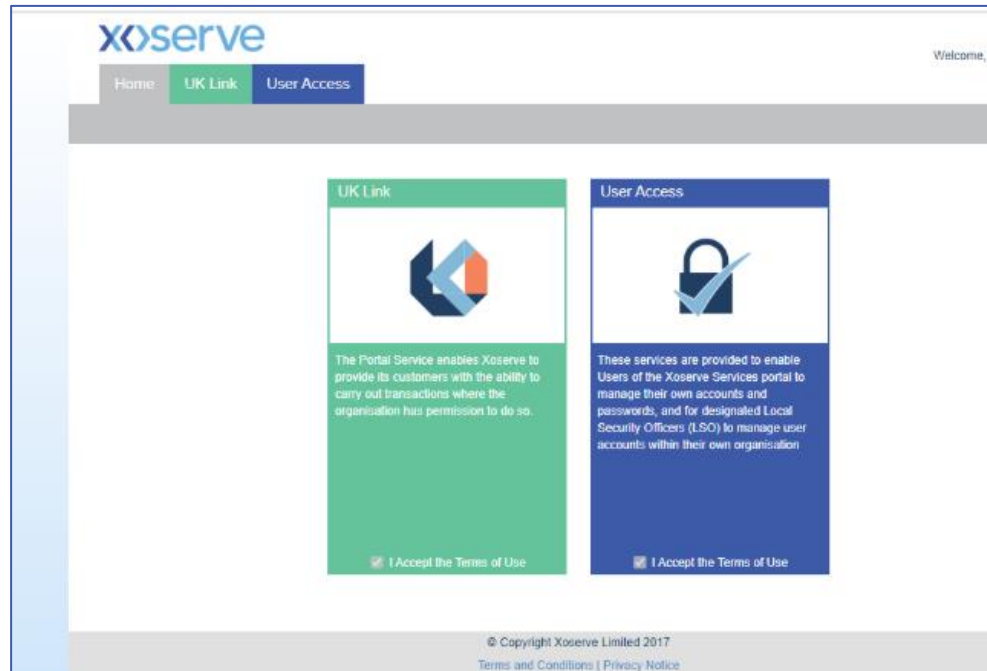 xoserve
Welcome,
Home UK Link User Access
UK Link
The Portal Service enables Xoserve to
provide its customers with the ability to
carry out transactions where the
organisation has permission to do so.
I Accept the Terms of Use
User Access
These services are provided to enable
Users of the Xoserve Services portal to
manage their own accounts and
passwords, and for designated Local
Security Officers (LSO) to manage user
accounts within their own organisation
I Accept the Terms of Use
© Copyright Xoserve Limited 2017
Terms and Conditions | Privacy Notice